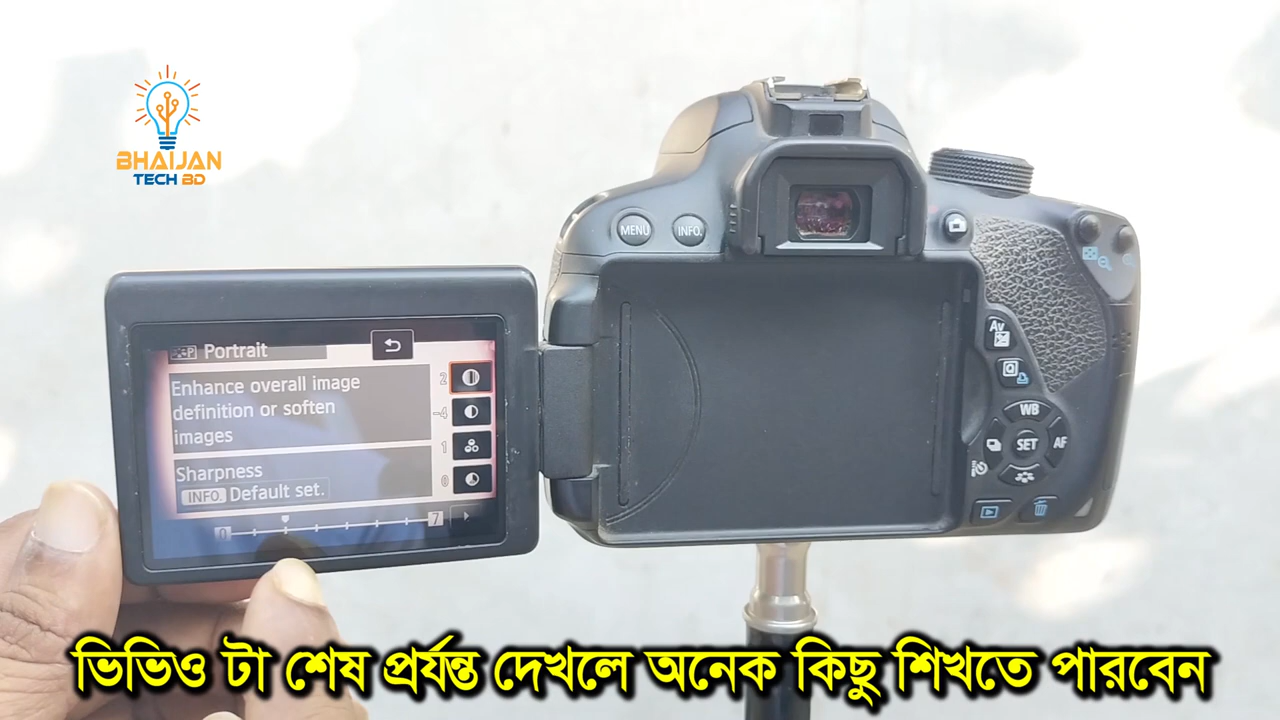 BHAIJAN
TECH BD
MENU
INFO.
Portrait
Enhance overall image
definition or soften
images
Sharpness
INFO. Default set.
2
-4
1
0
0
7
Av
Q
WB
SET
AF
ভিভিও টা শেষ প্রর্যন্ত দেখলে অনেক কিছু শিখতে পারবেন